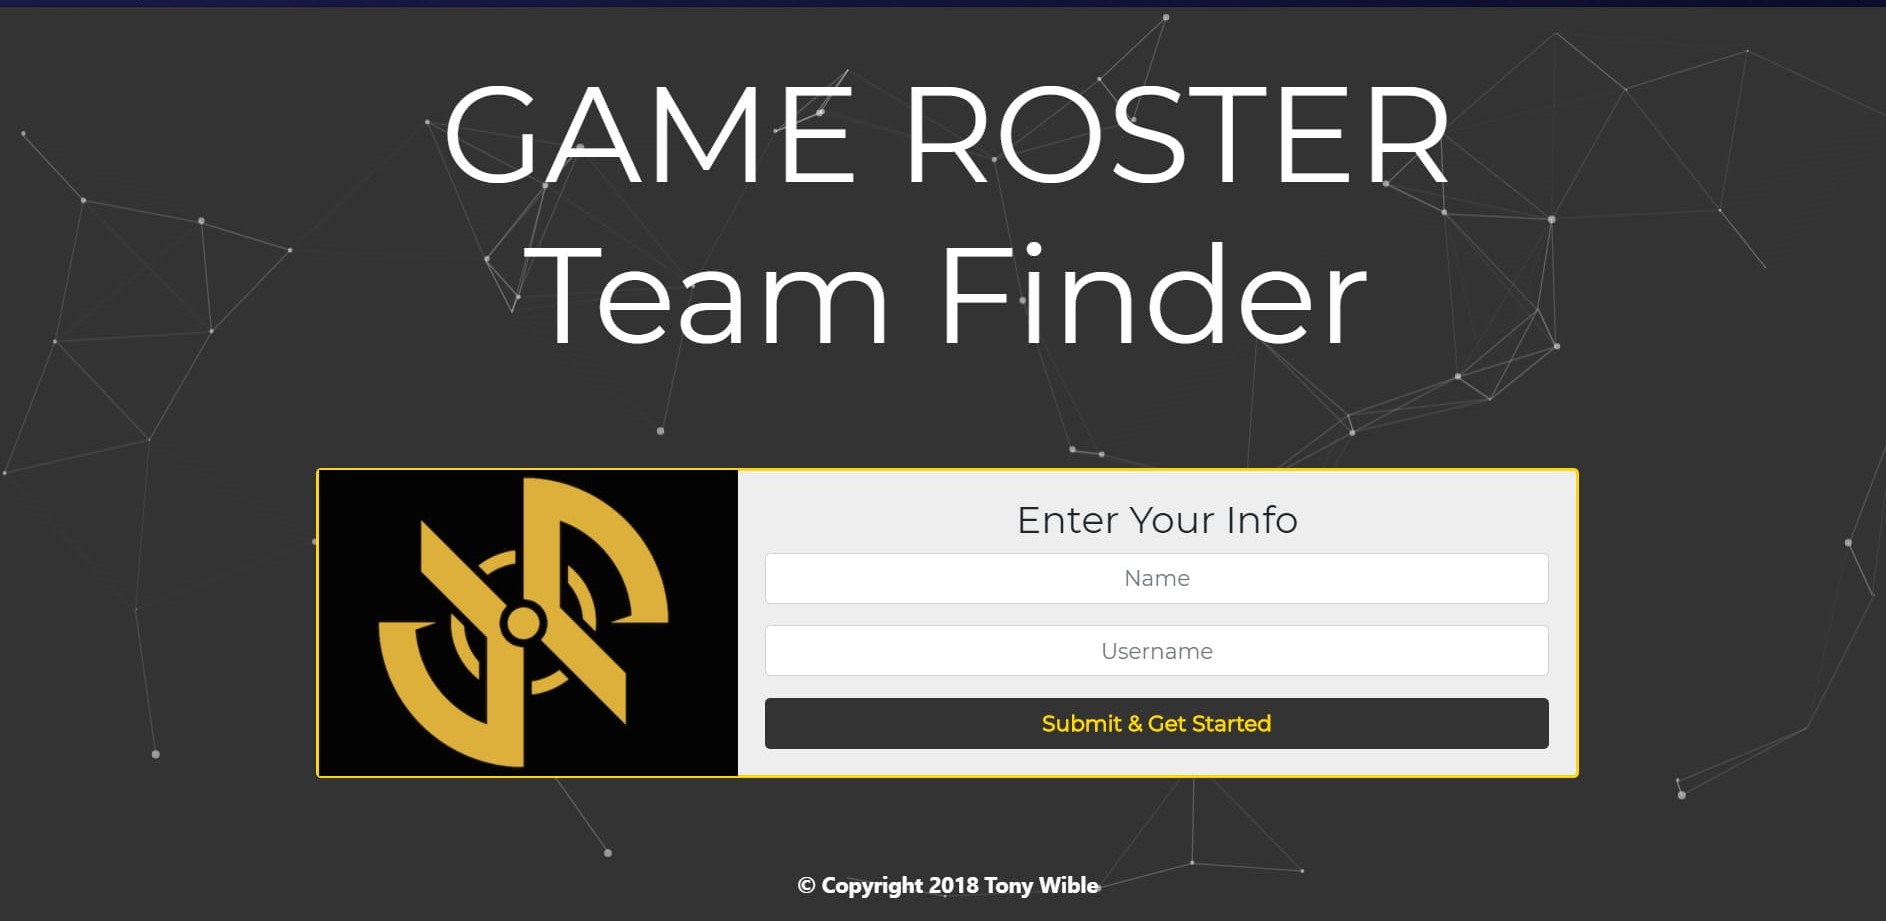 GAME ROSTER
Team Finder
Enter Your Info
Name
Username
Submit & Get Started
© Copyright 2018 Tony Wible